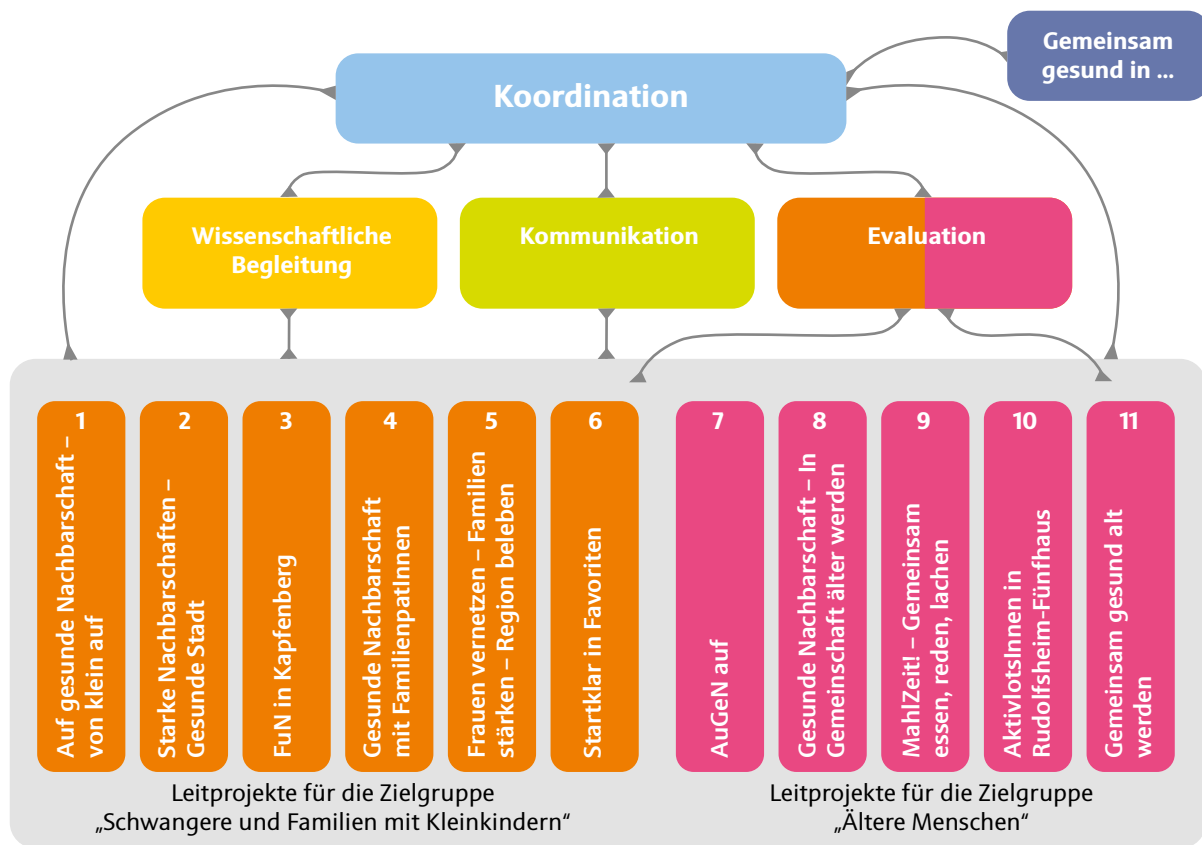 Gemeinsam
gesund in ...
Koordination
Wissenschaftliche
Begleitung
Kommunikation
Evaluation
1
Auf gesunde Nachbarschaft –
von klein auf
2
Starke Nachbarschaften –
Gesunde Stadt
3
FuN in Kapfenberg
4
Gesunde Nachbarschaft
mit FamilienpatInnen
5
Frauen vernetzen – Familien
stärken – Region beleben
6
Startklar in Favoriten
7
AuGeN auf
8
Gesunde Nachbarschaft – In
Gemeinschaft älter werden
9
MahlZeit! – Gemeinsam
essen, reden, lachen
10
AktivlotsInnen in
Rudolfsheim-Fünfhaus
11
Gemeinsam gesund alt
werden
Leitprojekte für die Zielgruppe
„Schwangere und Familien mit Kleinkindern“
Leitprojekte für die Zielgruppe
„Ältere Menschen“